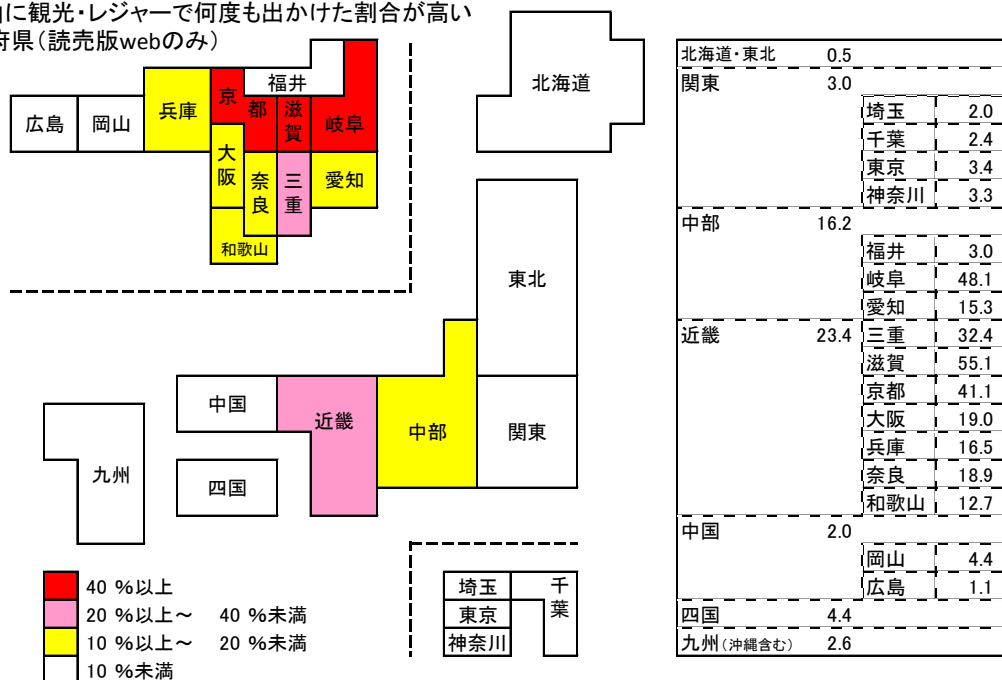 に観光・レジャーで何度も出かけた割合が高い
府県（読売版webのみ）
福井
京都
滋賀
岐阜
兵庫
岡山
広島
大阪
奈良
三重
愛知
和歌山
北海道
東北
中国
近畿
中部
関東
九州
四国
埼玉
千葉
東京
神奈川
40 %以上
20 %以上～ 40 %未満
10 %以上～ 20 %未満
10 %未満
北海道・東北 0.5
関東 3.0
埼玉 2.0
千葉 2.4
東京 3.4
神奈川 3.3
中部 16.2
福井 3.0
岐阜 48.1
愛知 15.3
近畿 23.4 三重 32.4
滋賀 55.1
京都 41.1
大阪 19.0
兵庫 16.5
奈良 18.9
和歌山 12.7
中国 2.0
岡山 4.4
広島 1.1
四国 4.4
九州（沖縄含む） 2.6